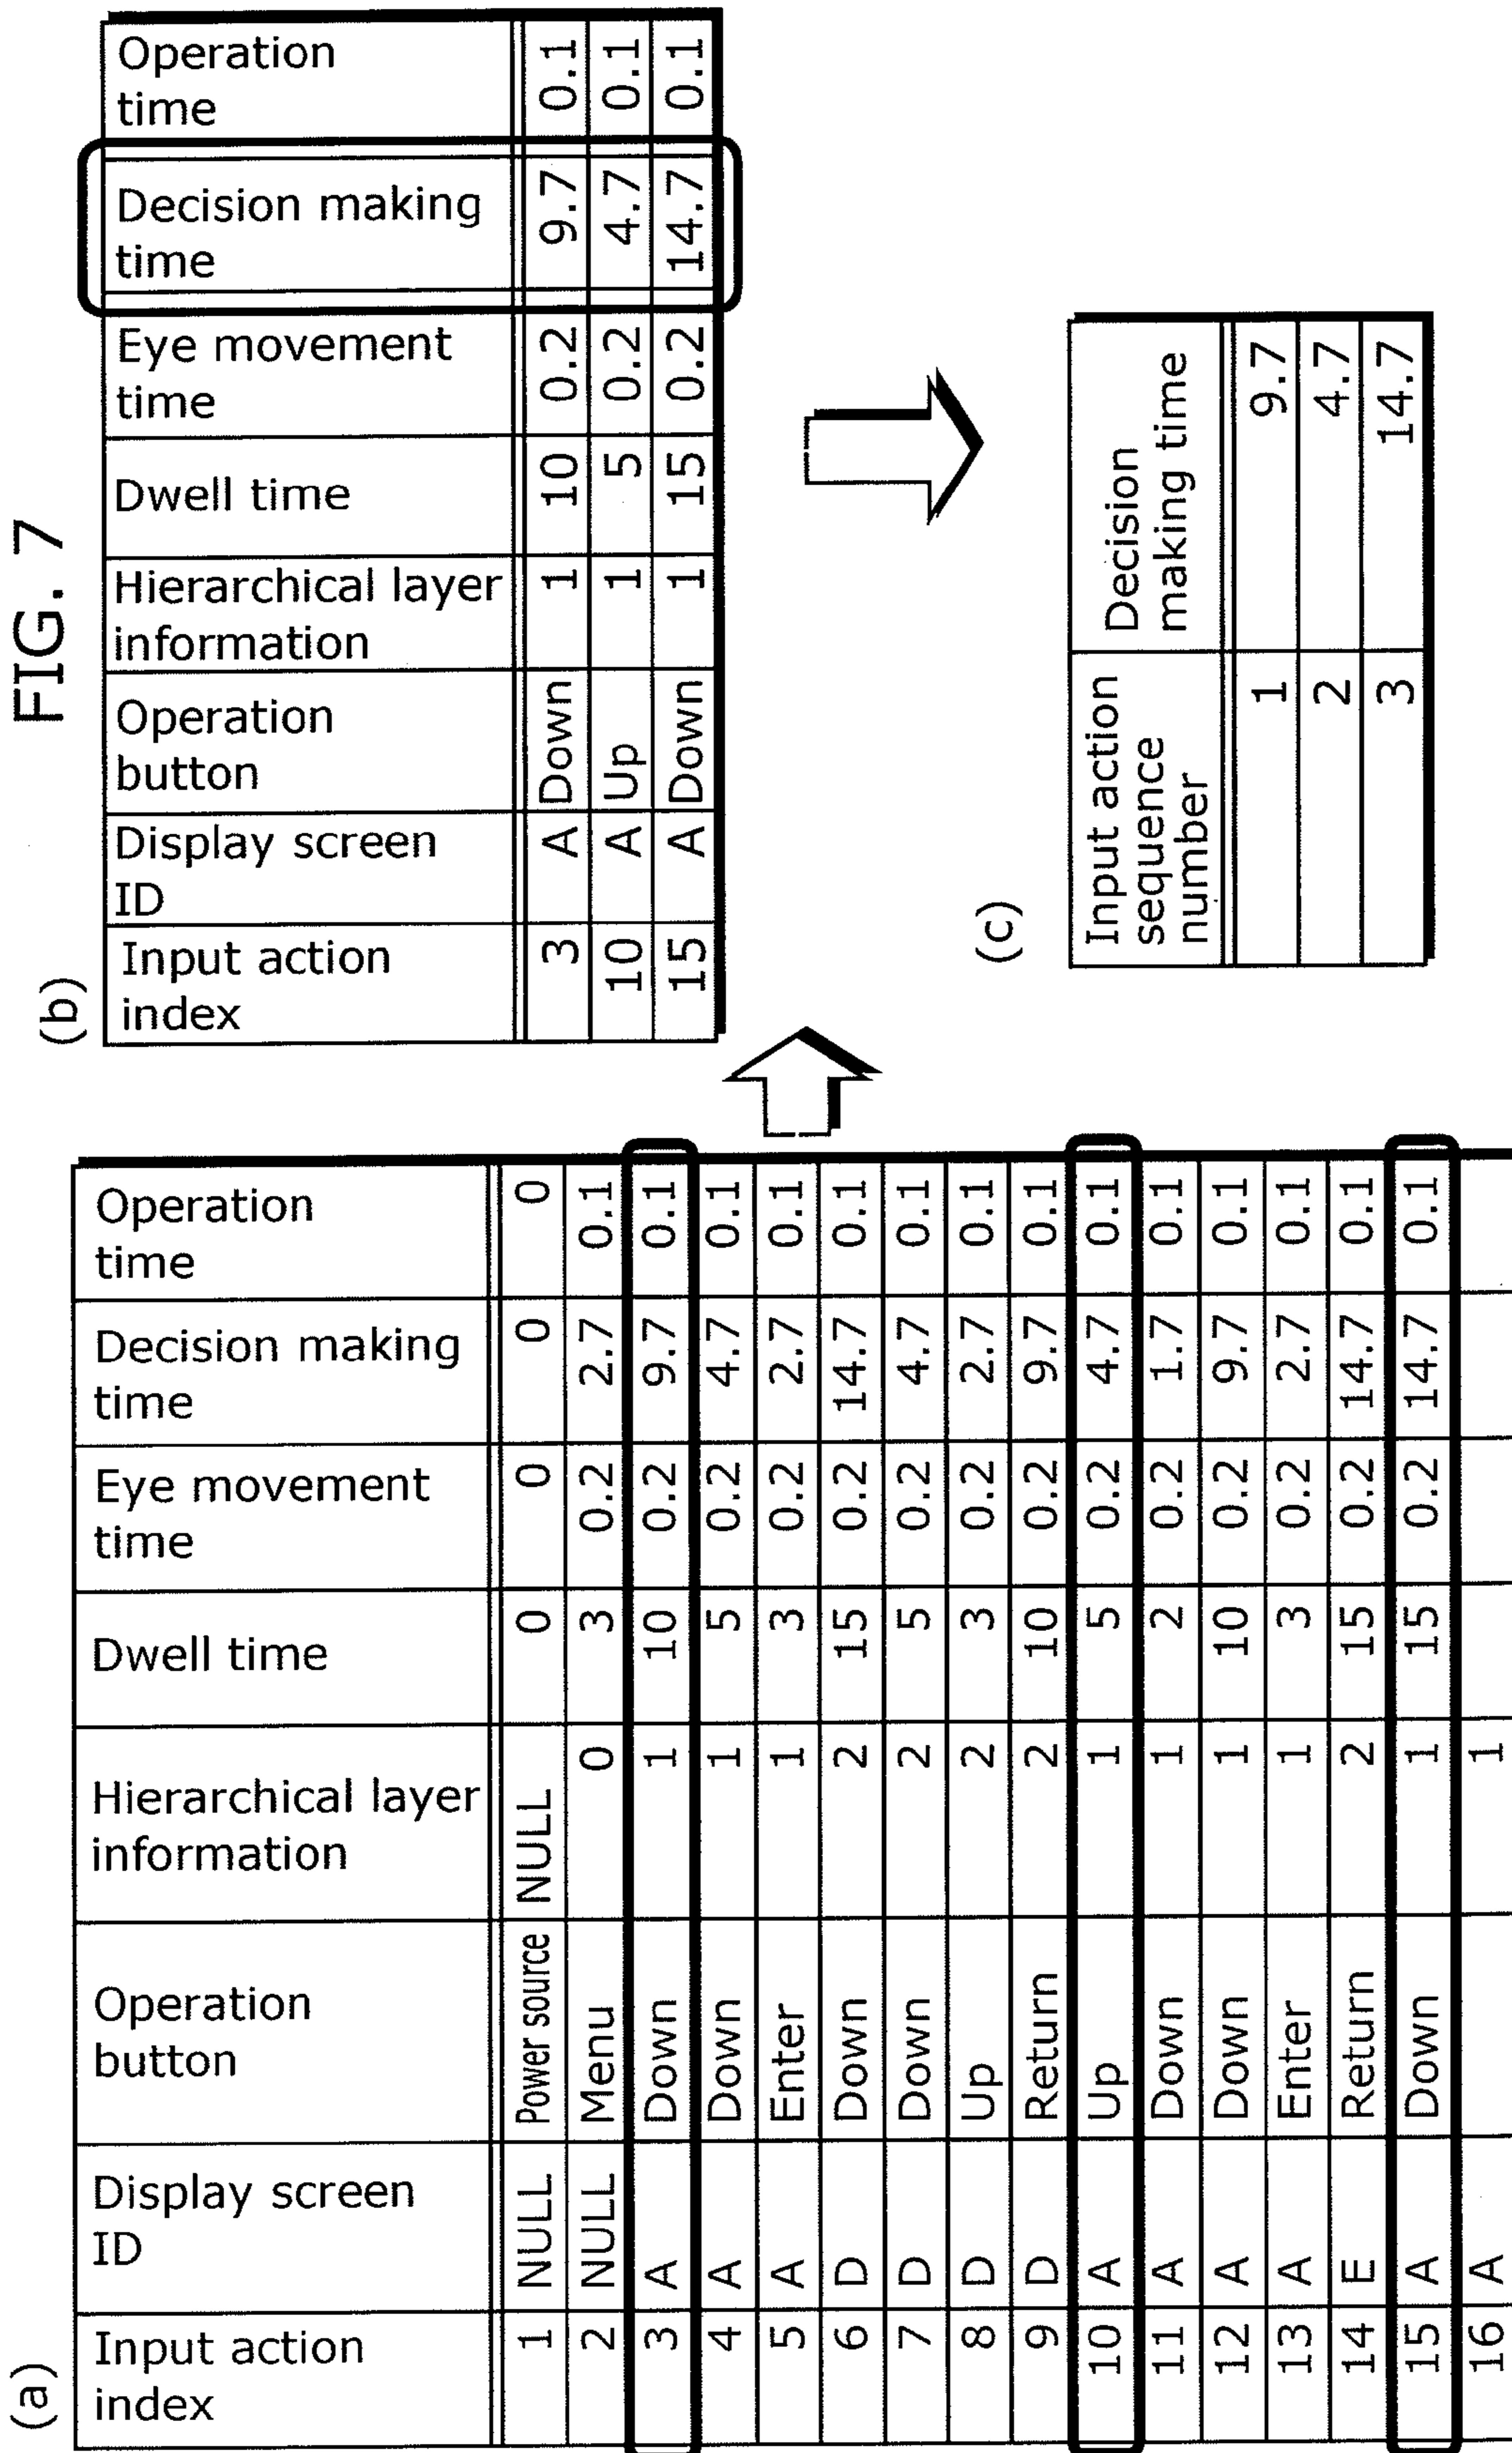 FIG. 7
(a)
Input action index | Display screen ID | Operation button | Hierarchical layer information | Dwell time | Eye movement time | Decision making time | Operation time
1 | NULL | Power source | NULL | 0 | 0 | 0 | 0
2 | NULL | Menu | 0 | 3 | 0.2 | 2.7 | 0.1
3 | A | Down | 1 | 10 | 0.2 | 9.7 | 0.1
4 | A | Down | 1 | 5 | 0.2 | 4.7 | 0.1
5 | A | Enter | 1 | 3 | 0.2 | 2.7 | 0.1
6 | D | Down | 2 | 15 | 0.2 | 14.7 | 0.1
7 | D | Down | 2 | 5 | 0.2 | 4.7 | 0.1
8 | D | Up | 2 | 3 | 0.2 | 2.7 | 0.1
9 | D | Return | 2 | 10 | 0.2 | 9.7 | 0.1
10 | A | Up | 1 | 5 | 0.2 | 4.7 | 0.1
11 | A | Down | 1 | 2 | 0.2 | 1.7 | 0.1
12 | A | Down | 1 | 10 | 0.2 | 9.7 | 0.1
13 | A | Enter | 1 | 3 | 0.2 | 2.7 | 0.1
14 | E | Return | 2 | 15 | 0.2 | 14.7 | 0.1
15 | A | Down | 1 | 15 | 0.2 | 14.7 | 0.1
16 | A | 1
(b)
Input action index | Display screen ID | Operation button | Hierarchical layer information | Dwell time | Eye movement time | Decision making time | Operation time
3 | A | Down | 1 | 10 | 0.2 | 9.7 | 0.1
10 | A | Up | 1 | 5 | 0.2 | 4.7 | 0.1
15 | A | Down | 1 | 15 | 0.2 | 14.7 | 0.1
(c)
Input action sequence number | Decision making time
1 | 9.7
2 | 4.7
3 | 14.7